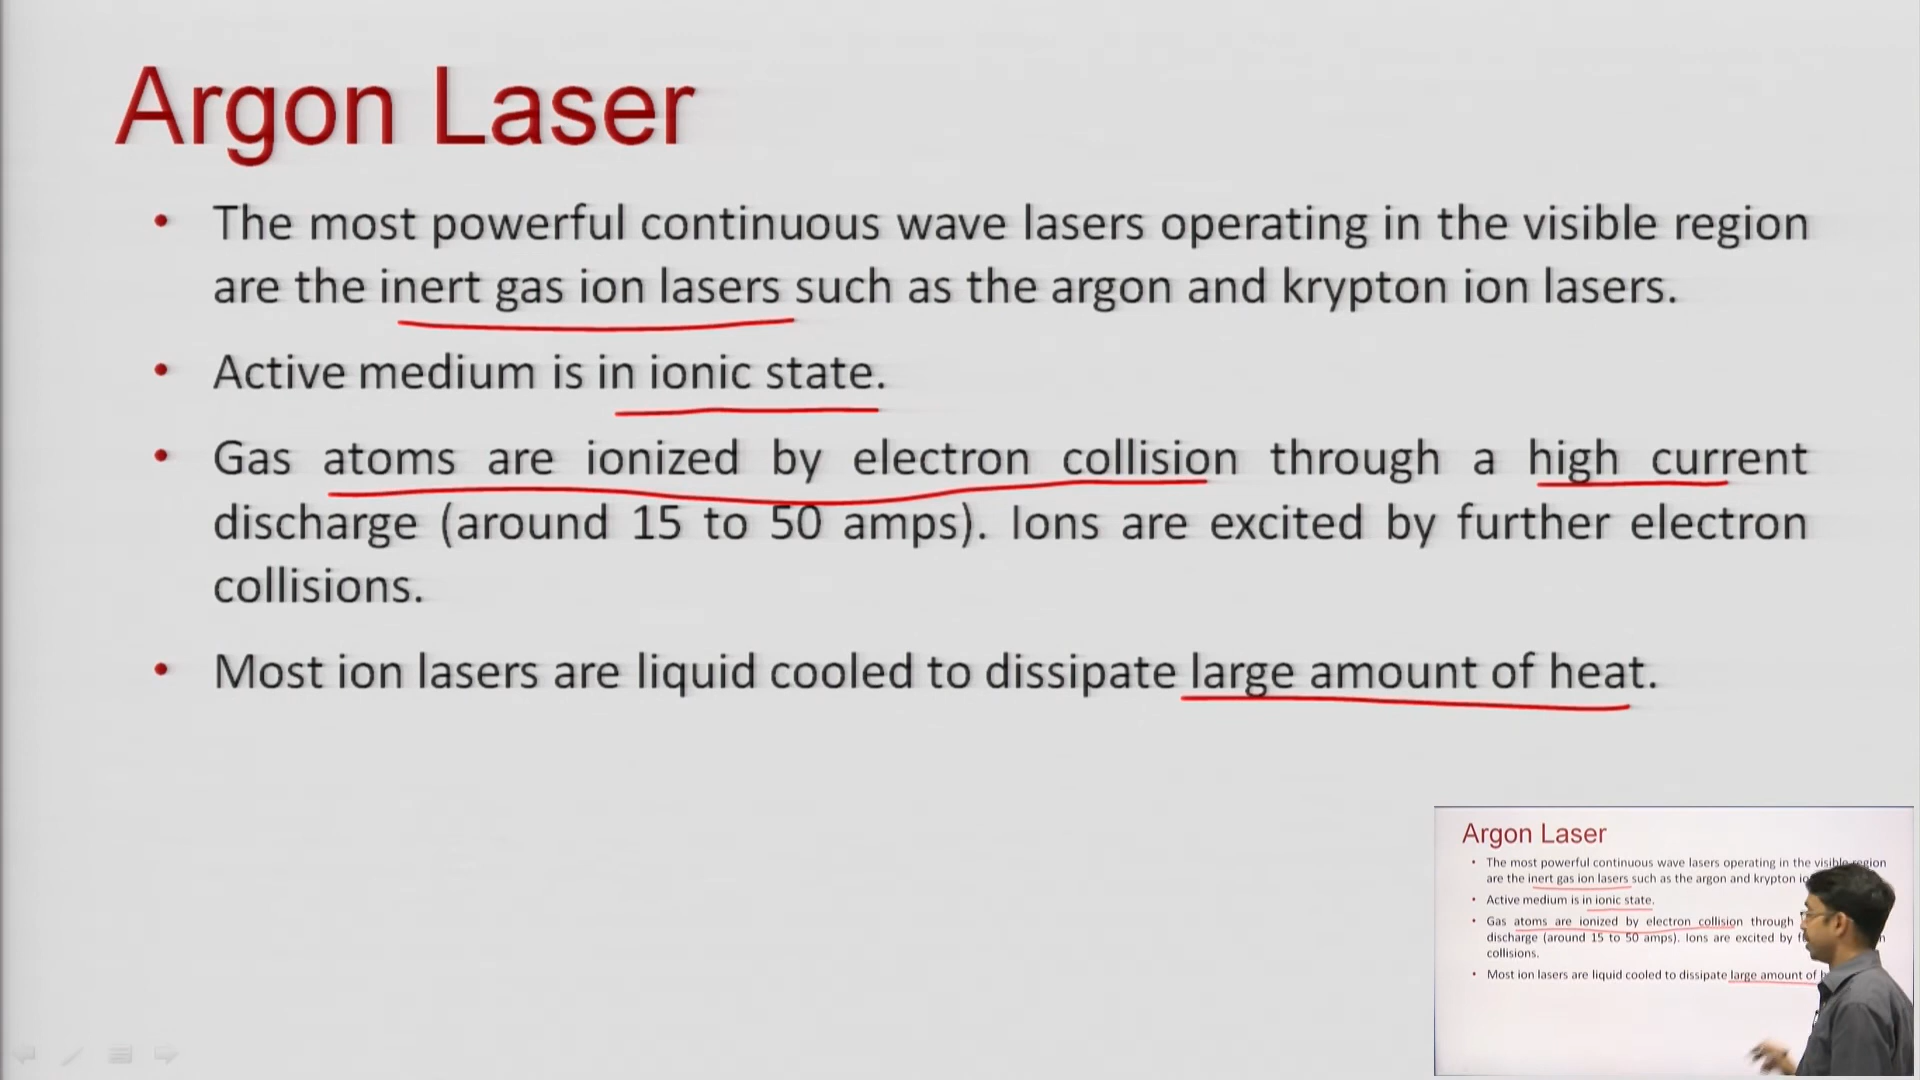 Argon Laser
• The most powerful continuous wave lasers operating in the visible region
are the inert gas ion lasers such as the argon and krypton ion lasers.
• Active medium is in ionic state.
• Gas atoms are ionized by electron collision through a high current
discharge (around 15 to 50 amps). Ions are excited by further electron
collisions.
• Most ion lasers are liquid cooled to dissipate large amount of heat.
Argon Laser
• The most powerful continuous wave lasers operating in the visible region
are the inert gas ion lasers such as the argon and krypton
• Active medium is in ionic state.
• Gas atoms are ionized by electron collision through
discharge (around 15 to 50 amps). Ions are excited by
collisions.
• Most ion lasers are liquid cooled to dissipate large amount of